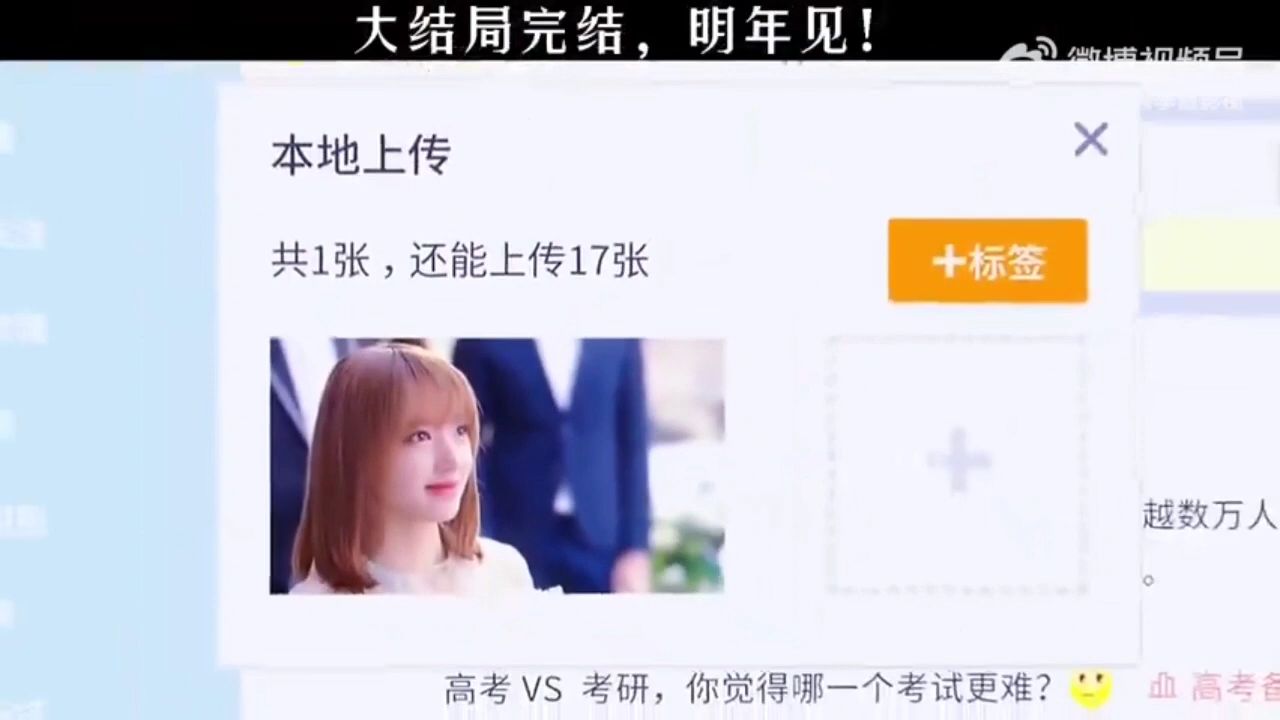 大结局完结，明年见！
微博视频号
本地上传
共1张，还能上传17张
+标签
越数万人
。
高考 VS 考研，你觉得哪一个考试更难？
高考备